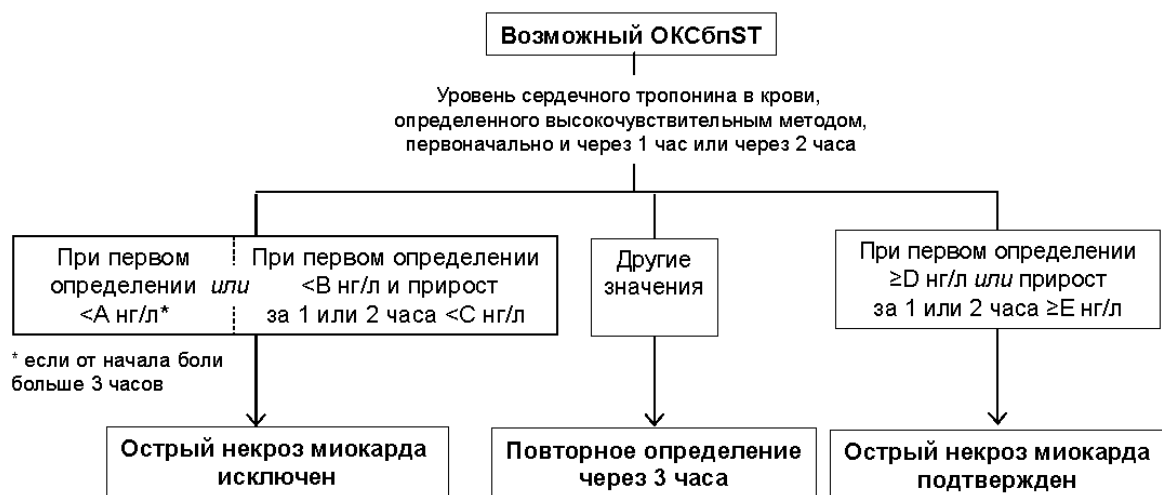 Возможный ОКСбпST
Уровень сердечного тропонина в крови,
определенного высокочувствительным методом,
первоначально и через 1 час или через 2 часа
При первом
определении
<A нг/л*
или
При первом определении
<B нг/л и прирост
за 1 или 2 часа <C нг/л
Другие
значения
При первом определении
≥D нг/л или прирост
за 1 или 2 часа ≥E нг/л
* если от начала боли
больше 3 часов
Острый некроз миокарда
исключен
Повторное определение
через 3 часа
Острый некроз миокарда
подтвержден